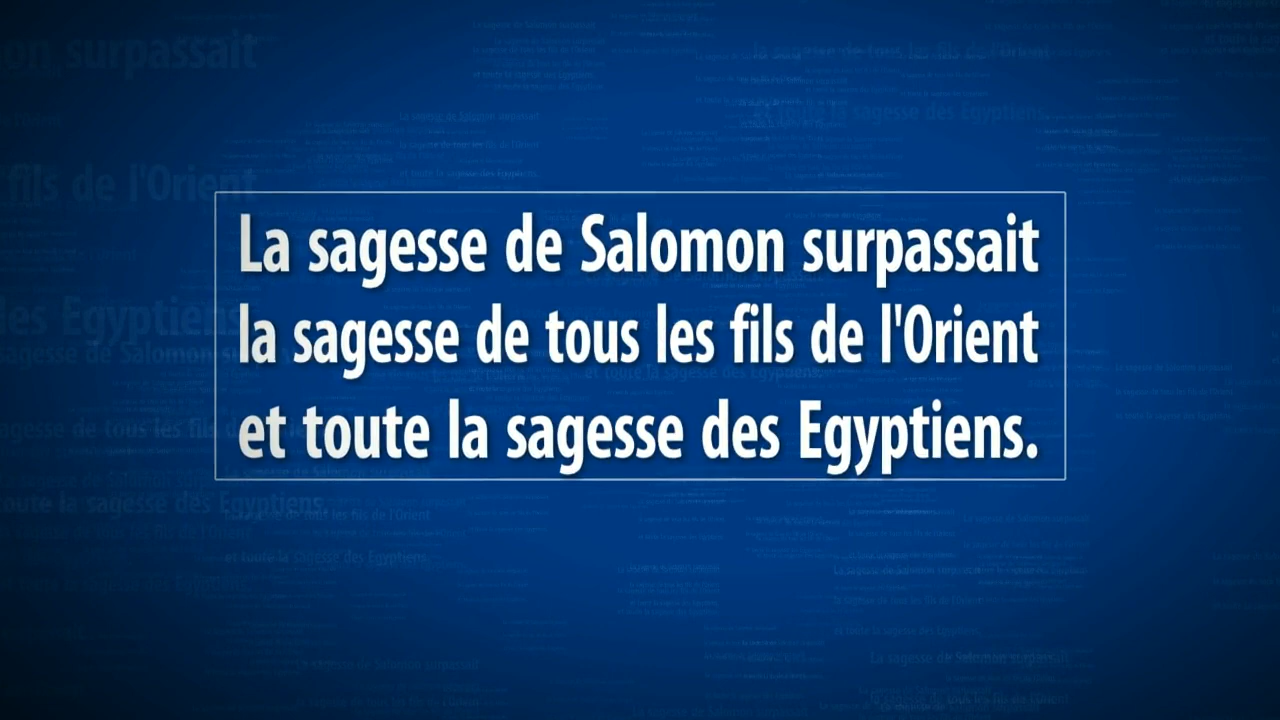 La sagesse de Salomon surpassait
la sagesse de tous les fils de l'Orient
et toute la sagesse des Egyptiens.